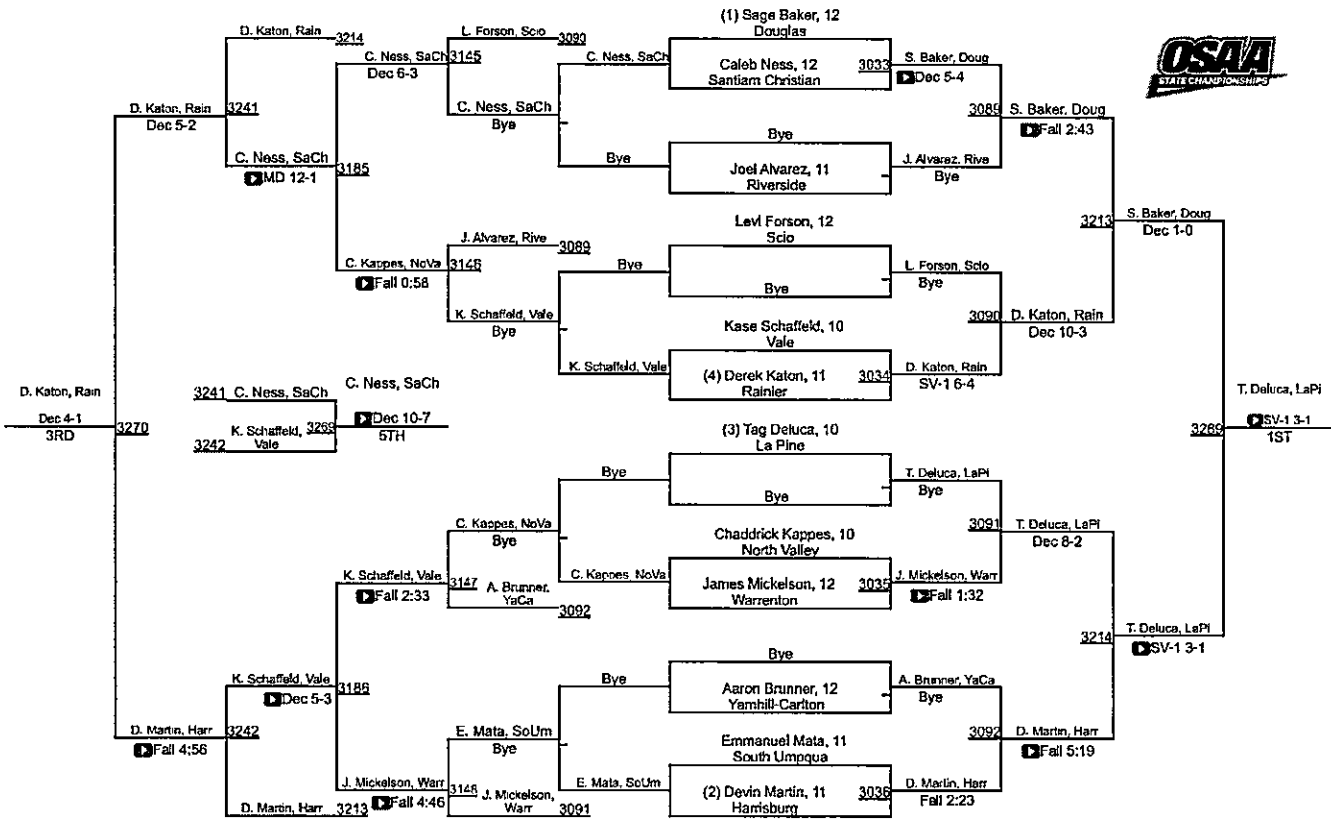 OSAA
STATE CHAMPIONSHIPS
(1) Sage Baker, 12
Douglas
D. Katon, Rain
3214
L. Forson, Scio
3090
C. Ness, SaCh
3145
Dec 6-3
C. Ness, SaCh
Caleb Ness, 12
Santiam Christian
3033
S. Baker, Doug
Dec 5-4
D. Katon, Rain
3241
Dec 5-2
C. Ness, SaCh
Bye
3089
S. Baker, Doug
Fall 2:43
C. Ness, SaCh
3185
MD 12-1
Bye
Bye
Joel Alvarez, 11
Riverside
J. Alvarez, Rive
Bye
Levi Forson, 12
Scio
3213
S. Baker, Doug
Dec 1-0
J. Alvarez, Rive
3089
C. Kappes, NoVa
3146
Fall 0:58
Bye
Bye
L. Forson, Scio
Bye
K. Schaffeld, Vale
Bye
Kase Schaffeld, 10
Vale
3090
D. Katon, Rain
Dec 10-3
K. Schaffeld, Vale
(4) Derek Katon, 11
Rainier
3034
D. Katon, Rain
SV-1 6-4
D. Katon, Rain
Dec 4-1
3RD
3270
3241
C. Ness, SaCh
C. Ness, SaCh
3242
K. Schaffeld,
Vale
3269
Dec 10-7
5TH
T. Deluca, LaPi
3269
SV-1 3-1
1ST
(3) Tag Deluca, 10
La Pine
Bye
Bye
T. Deluca, LaPi
Bye
C. Kappes, NoVa
Bye
Chaddrick Kappes, 10
North Valley
3091
T. Deluca, LaPi
Dec 8-2
K. Schaffeld, Vale
3147
Fall 2:33
A. Brunner,
YaCa
3092
C. Kappes, NoVa
James Mickelson, 12
Warrenton
3035
J. Mickelson, Warr
Fall 1:32
3214
T. Deluca, LaPi
SV-1 3-1
Bye
K. Schaffeld, Vale
3186
Dec 5-3
Bye
Aaron Brunner, 12
Yamhill-Carlton
A. Brunner, YaCa
Bye
D. Martin, Harr
3242
Fall 4:56
E. Mata, SoUm
Bye
Emmanuel Mata, 11
South Umpqua
3092
D. Martin, Harr
Fall 5:19
J. Mickelson, Warr
3148
Fall 4:46
J. Mickelson,
Warr
3091
E. Mata, SoUm
(2) Devin Martin, 11
Harrisburg
3036
D. Martin, Harr
Fall 2:23
D. Martin, Harr
3213